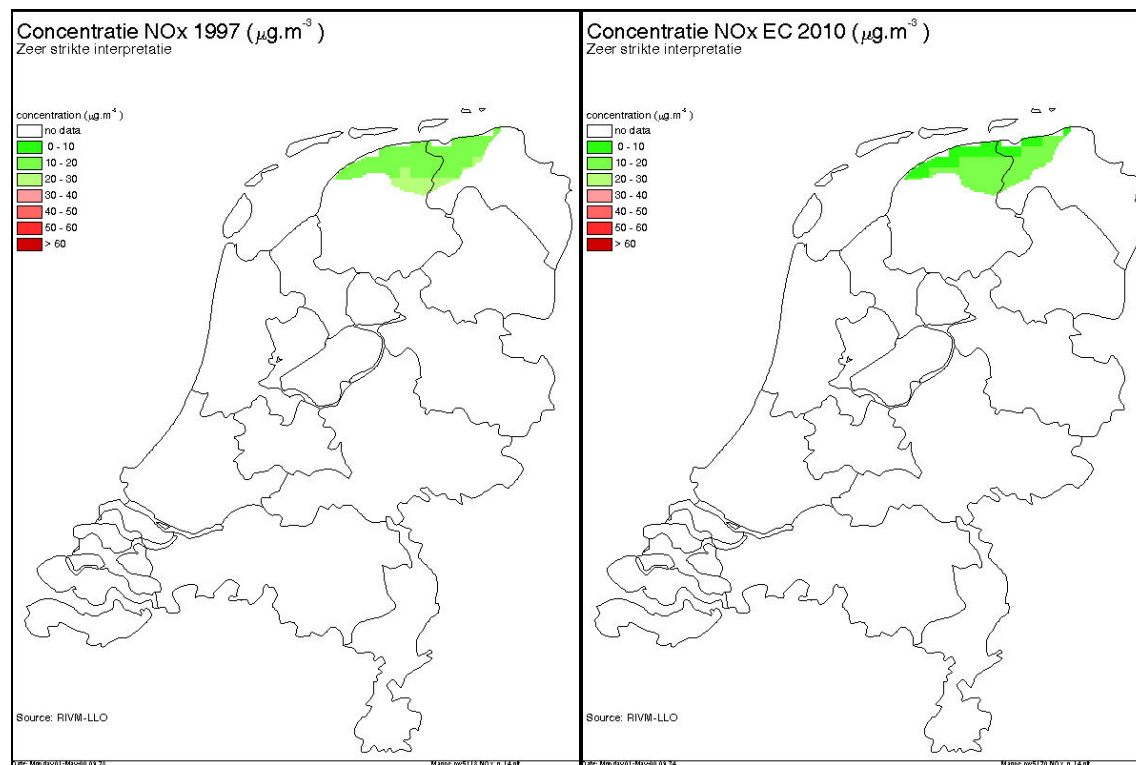 Concentratie NOx 1997 (μg.m⁻³)
Zeer strikte interpretatie
concentration (μg.m⁻³)
no data
0 - 10
10 - 20
20 - 30
30 - 40
40 - 50
50 - 60
> 60
Source: RIVM-LLO
Concentratie NOx EC 2010 (μg.m⁻³)
Zeer strikte interpretatie
concentration (μg.m⁻³)
no data
0 - 10
10 - 20
20 - 30
30 - 40
40 - 50
50 - 60
> 60
Source: RIVM-LLO